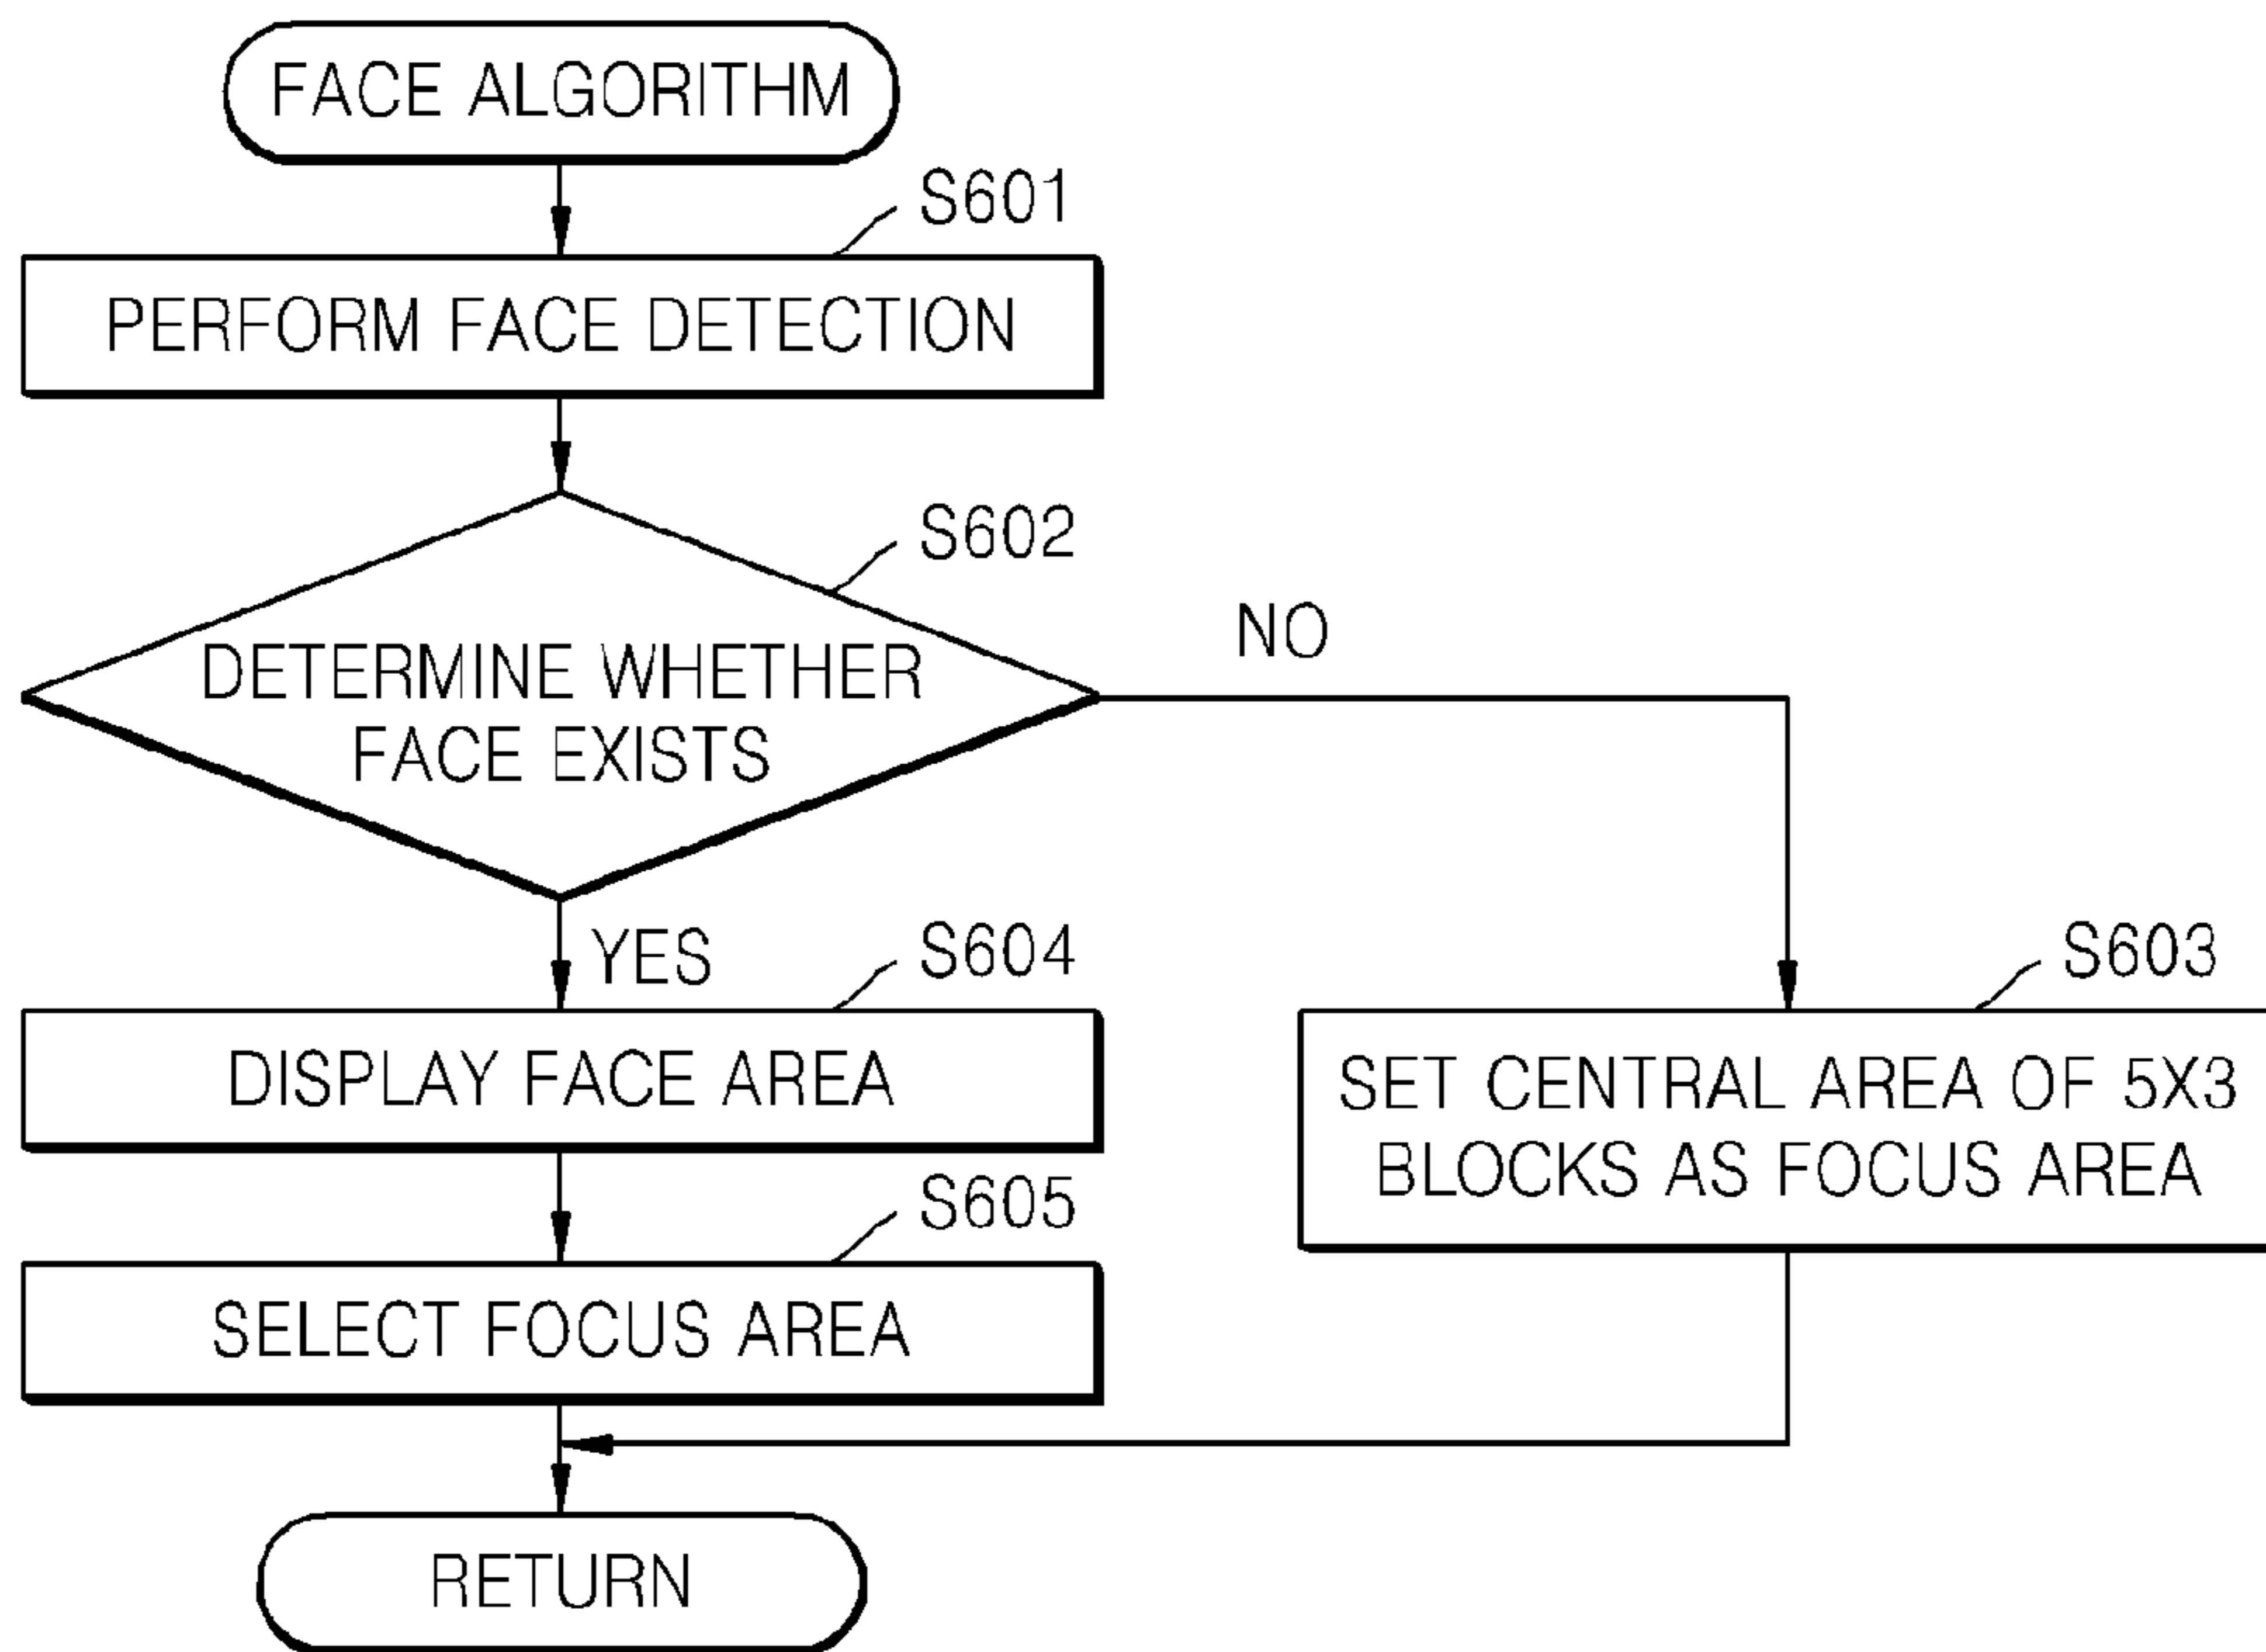 FACE ALGORITHM
S601
PERFORM FACE DETECTION
S602
DETERMINE WHETHER
FACE EXISTS
NO
YES
S604
DISPLAY FACE AREA
S603
SET CENTRAL AREA OF 5X3
BLOCKS AS FOCUS AREA
S605
SELECT FOCUS AREA
RETURN